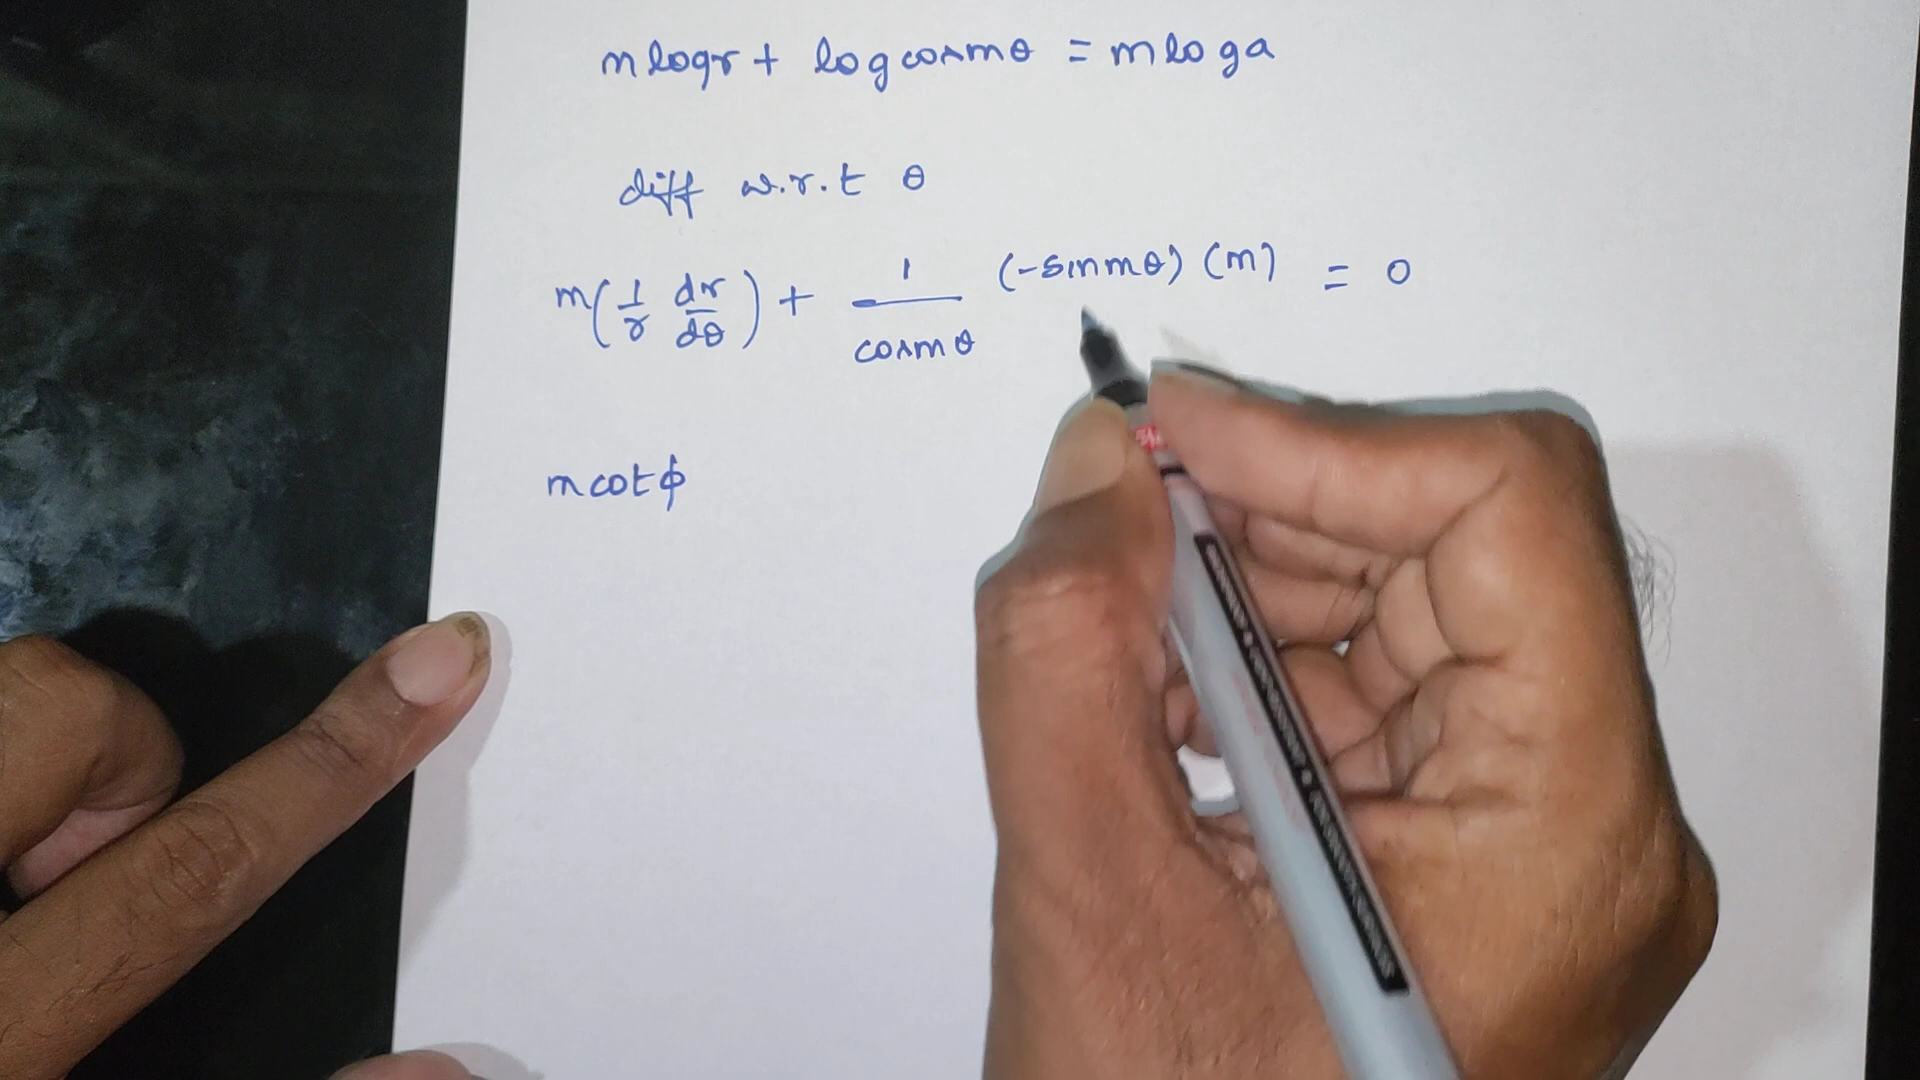 m log r + log cos mθ = m log a
diff w.r.t θ
m(1/r dr/dθ) + 1/cos mθ (-sin mθ) (m) = 0
m cot ϕ